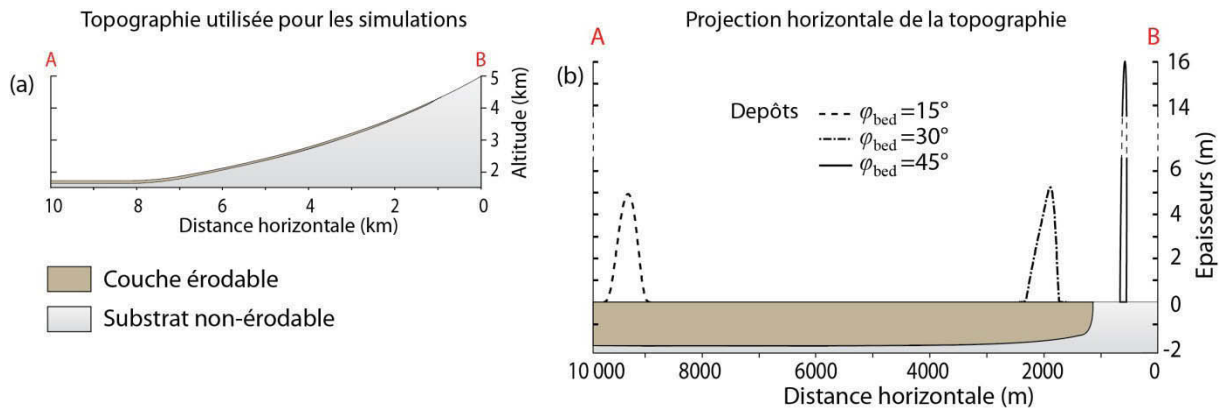 Topographie utilisée pour les simulations
A
B
(a)
5
4
3
2
Altitude (km)
10 8 6 4 2 0
Distance horizontale (km)
Couche érodable
Substrat non-érodable
Projection horizontale de la topographie
A
B
(b)
Depôts
φbed =15°
φbed =30°
φbed =45°
16
14
6
4
2
0
-2
Epaisseurs (m)
10 000 8000 6000 4000 2000 0
Distance horizontale (m)